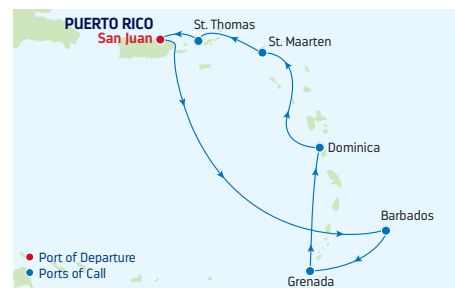 PUERTO RICO
San Juan
St. Thomas
St. Maarten
Dominica
Barbados
Grenada
Port of Departure
Ports of Call